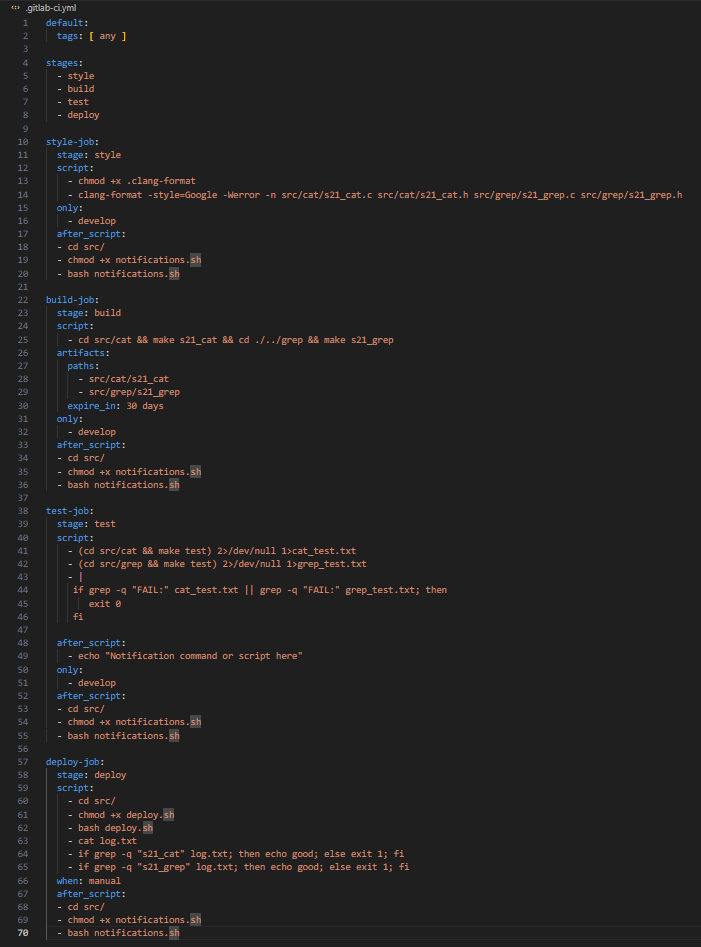 .gitlab-ci.yml
1 default:
2   tags: [ any ]
3
4 stages:
5   - style
6   - build
7   - test
8   - deploy
9
10 style-job:
11   stage: style
12   script:
13     - chmod +x .clang-format
14     - clang-format -style=Google -Werror -n src/cat/s21_cat.c src/cat/s21_cat.h src/grep/s21_grep.c src/grep/s21_grep.h
15   only:
16     - develop
17   after_script:
18   - cd src/
19   - chmod +x notifications.sh
20   - bash notifications.sh
21
22 build-job:
23   stage: build
24   script:
25     - cd src/cat && make s21_cat && cd ./../grep && make s21_grep
26   artifacts:
27     paths:
28       - src/cat/s21_cat
29       - src/grep/s21_grep
30     expire_in: 30 days
31   only:
32     - develop
33   after_script:
34   - cd src/
35   - chmod +x notifications.sh
36   - bash notifications.sh
37
38 test-job:
39   stage: test
40   script:
41     - (cd src/cat && make test) 2>/dev/null 1>cat_test.txt
42     - (cd src/grep && make test) 2>/dev/null 1>grep_test.txt
43     - |
44      if grep -q "FAIL:" cat_test.txt || grep -q "FAIL:" grep_test.txt; then
45         exit 0
46      fi
47
48   after_script:
49     - echo "Notification command or script here"
50   only:
51     - develop
52   after_script:
53   - cd src/
54   - chmod +x notifications.sh
55   - bash notifications.sh
56
57 deploy-job:
58   stage: deploy
59   script:
60     - cd src/
61     - chmod +x deploy.sh
62     - bash deploy.sh
63     - cat log.txt
64     - if grep -q "s21_cat" log.txt; then echo good; else exit 1; fi
65     - if grep -q "s21_grep" log.txt; then echo good; else exit 1; fi
66   when: manual
67   after_script:
68   - cd src/
69   - chmod +x notifications.sh
70   - bash notifications.sh